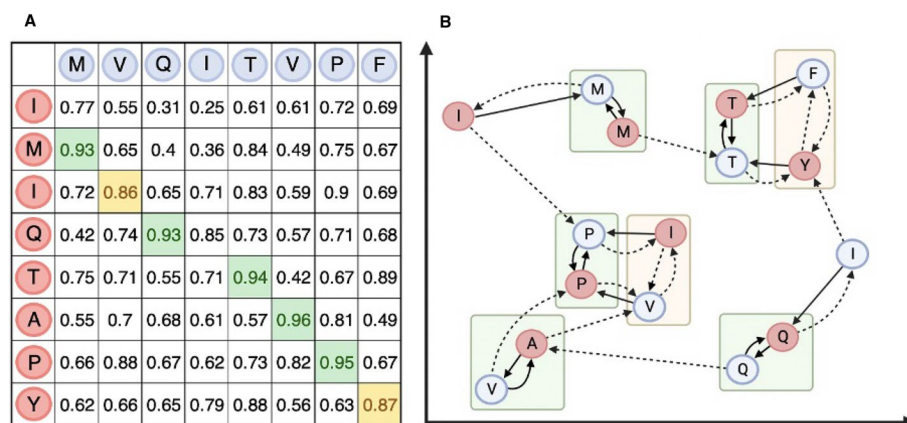 A
M V Q I T V P F
I 0.77 0.55 0.31 0.25 0.61 0.61 0.72 0.69
M 0.93 0.65 0.4 0.36 0.84 0.49 0.75 0.67
I 0.72 0.86 0.65 0.71 0.83 0.59 0.9 0.69
Q 0.42 0.74 0.93 0.85 0.73 0.57 0.71 0.68
T 0.75 0.71 0.55 0.71 0.94 0.42 0.67 0.89
A 0.55 0.7 0.68 0.61 0.57 0.96 0.81 0.49
P 0.66 0.88 0.67 0.62 0.73 0.82 0.95 0.67
Y 0.62 0.66 0.65 0.79 0.88 0.56 0.63 0.87
B
F
M
T
I
M
T Y
P I
I
P
V
Q
A
Q
V